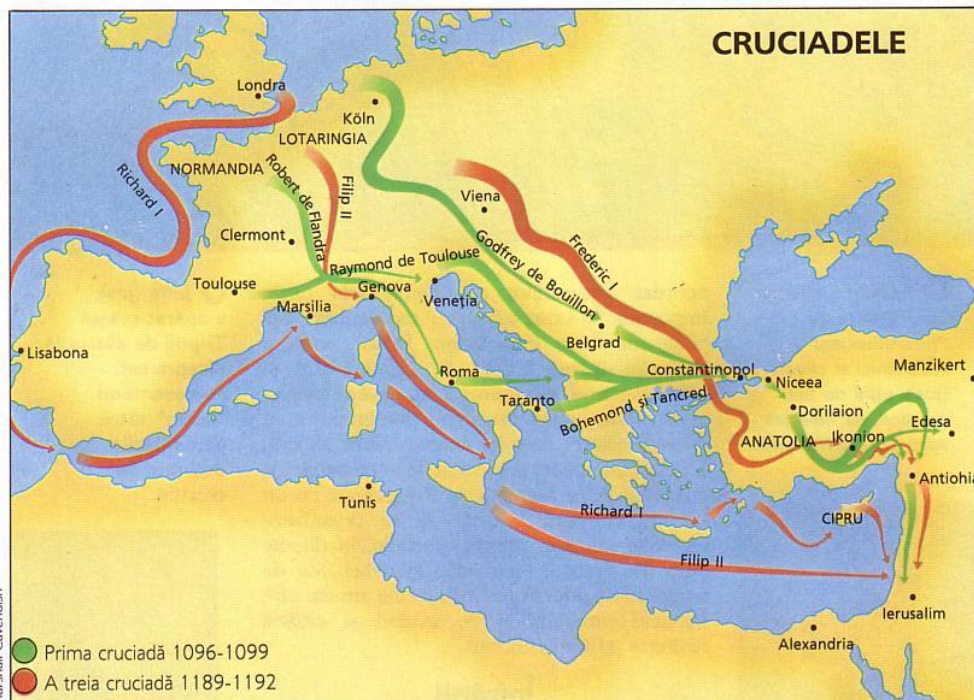 CRUCIADELE
Londra
Köln
LOTARINGIA
NORMANDIA
Richard I
Robert de Flandra
Filip II
Viena
Clermont
Frederic I
Godfrey de Bouillon
Raymond de Toulouse
Toulouse
Genova
Veneția
Marsilia
Belgrad
Lisabona
Constantinopol
Manzikert
Roma
Niceea
Taranto
Bohemond și Tancred
Dorilaion
Edesa
ANATOLIA
Ikonion
Antiohia
Tunis
Richard I
CIPRU
Filip II
Ierusalim
Alexandria
Prima cruciadă 1096-1099
A treia cruciadă 1189-1192
Marshall Cavendish